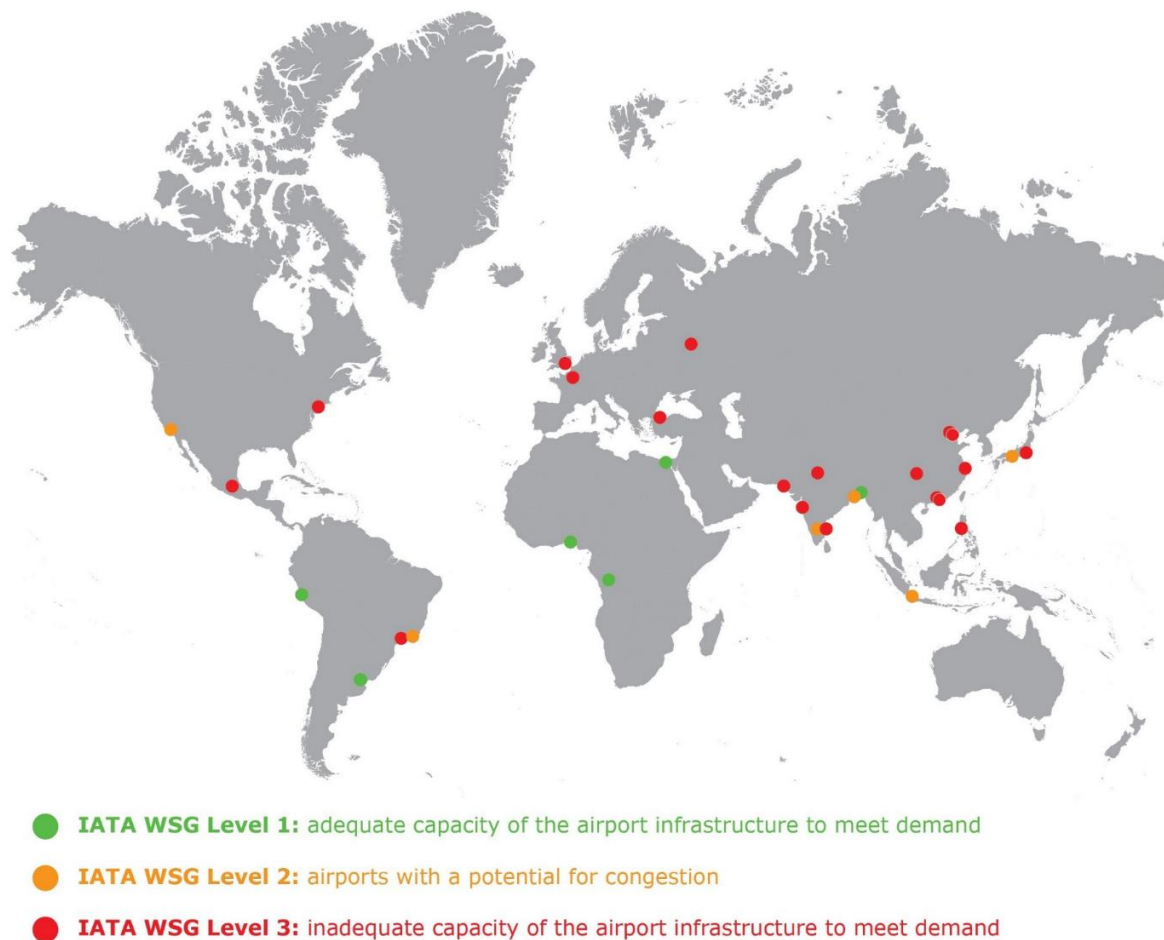 IATA WSG Level 1: adequate capacity of the airport infrastructure to meet demand
IATA WSG Level 2: airports with a potential for congestion
IATA WSG Level 3: inadequate capacity of the airport infrastructure to meet demand